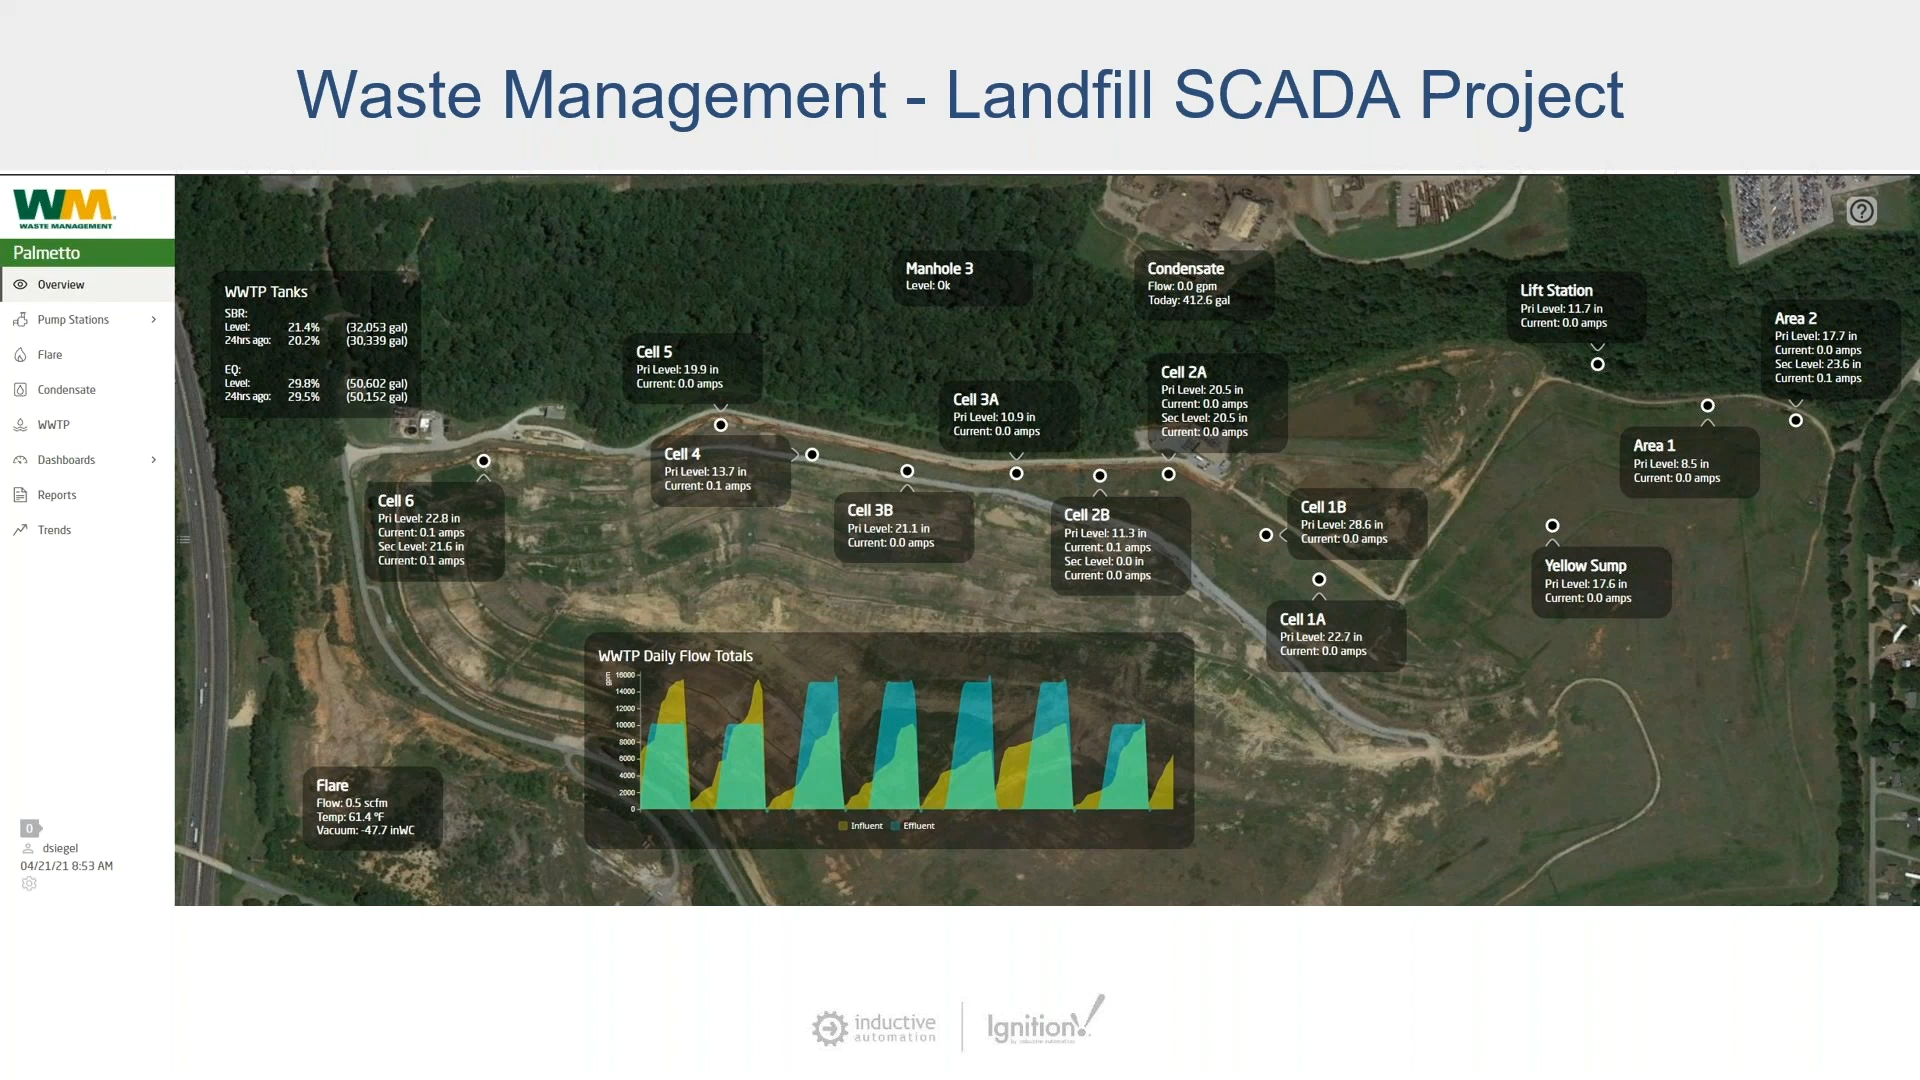 Waste Management - Landfill SCADA Project
WM
WASTE MANAGEMENT
Palmetto
Overview
Pump Stations
Flare
Condensate
WWTP
Dashboards
Reports
Trends
0
dsiegel
04/21/21 8:53 AM
WWTP Tanks
SBR:
Level: 21.4% (32,053 gal)
24hrs ago: 20.2% (30,339 gal)
EQ:
Level: 29.8% (50,602 gal)
24hrs ago: 29.5% (50,152 gal)
Manhole 3
Level: Ok
Condensate
Flow: 0.0 gpm
Today: 412.6 gal
Lift Station
Pri Level: 11.7 in
Current: 0.0 amps
Area 2
Pri Level: 17.7 in
Current: 0.0 amps
Sec Level: 23.6 in
Current: 0.1 amps
Cell 5
Pri Level: 19.9 in
Current: 0.0 amps
Cell 3A
Pri Level: 10.9 in
Current: 0.0 amps
Cell 2A
Pri Level: 20.5 in
Current: 0.0 amps
Sec Level: 20.5 in
Current: 0.0 amps
Cell 4
Pri Level: 13.7 in
Current: 0.1 amps
Area 1
Pri Level: 8.5 in
Current: 0.0 amps
Cell 6
Pri Level: 22.8 in
Current: 0.1 amps
Sec Level: 21.6 in
Current: 0.1 amps
Cell 3B
Pri Level: 21.1 in
Current: 0.0 amps
Cell 2B
Pri Level: 11.3 in
Current: 0.1 amps
Sec Level: 0.0 in
Current: 0.0 amps
Cell 1B
Pri Level: 28.6 in
Current: 0.0 amps
Yellow Sump
Pri Level: 17.6 in
Current: 0.0 amps
Cell 1A
Pri Level: 22.7 in
Current: 0.0 amps
WWTP Daily Flow Totals
gpm
16000
14000
12000
10000
8000
6000
4000
2000
0
Influent Effluent
Flare
Flow: 0.5 scfm
Temp: 61.4 °F
Vacuum: -47.7 inWC
?
inductive
automation
Ignition!
by inductive automation